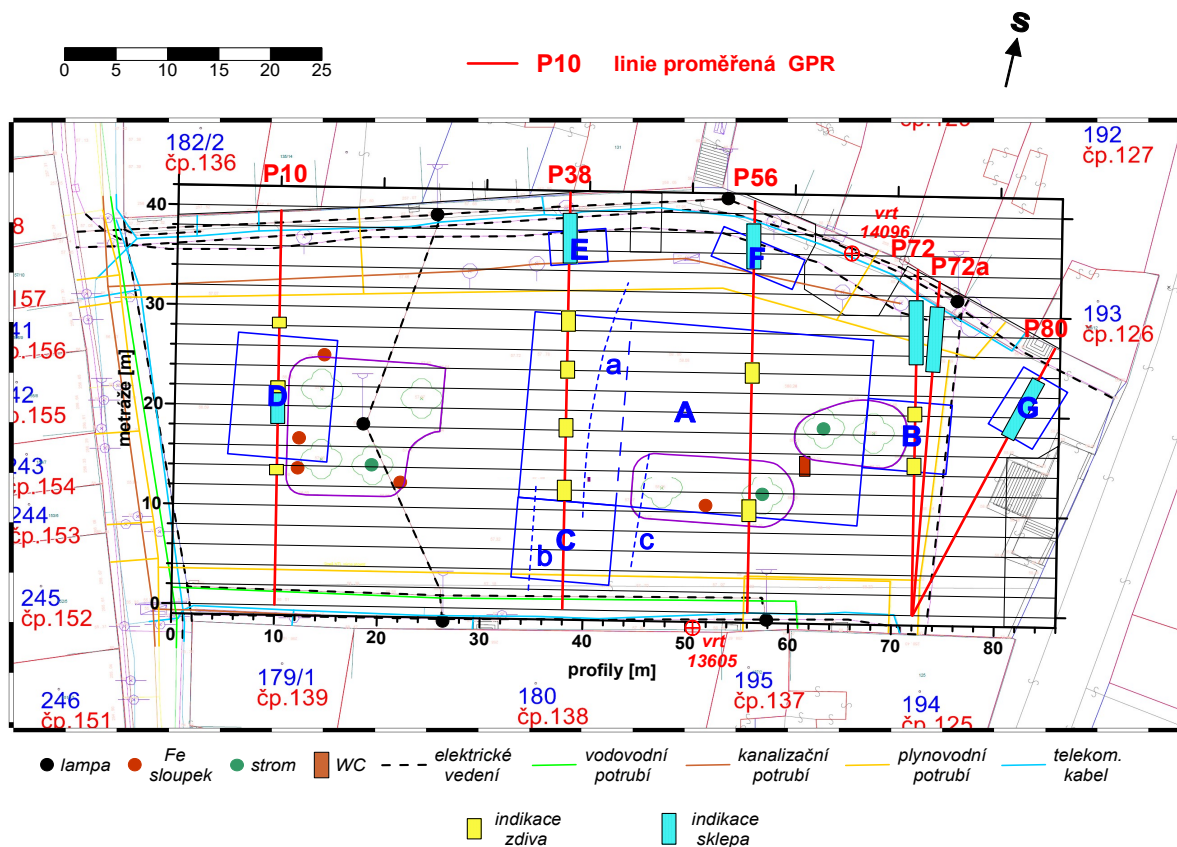 S
0 5 10 15 20 25
P10 linie proměřená GPR
182/2
čp.136
192
čp.127
P10
P38
P56
vrt
14096
P72
P72a
P80
193
čp.126
40
30
20
10
0
metráže [m]
E
F
D
a
A
B
G
C
b
c
157
41
čp.156
42
čp.155
243
čp.154
244
čp.153
245
čp.152
246
čp.151
0 10 20 30 40 50 60 70 80
profily [m]
vrt
13605
179/1
čp.139
180
čp.138
195
čp.137
194
čp.125
lampa
Fe
sloupek
strom
WC
elektrické
vedení
vodovodní
potrubí
kanalizační
potrubí
plynovodní
potrubí
telekom.
kabel
indikace
zdiva
indikace
sklepa